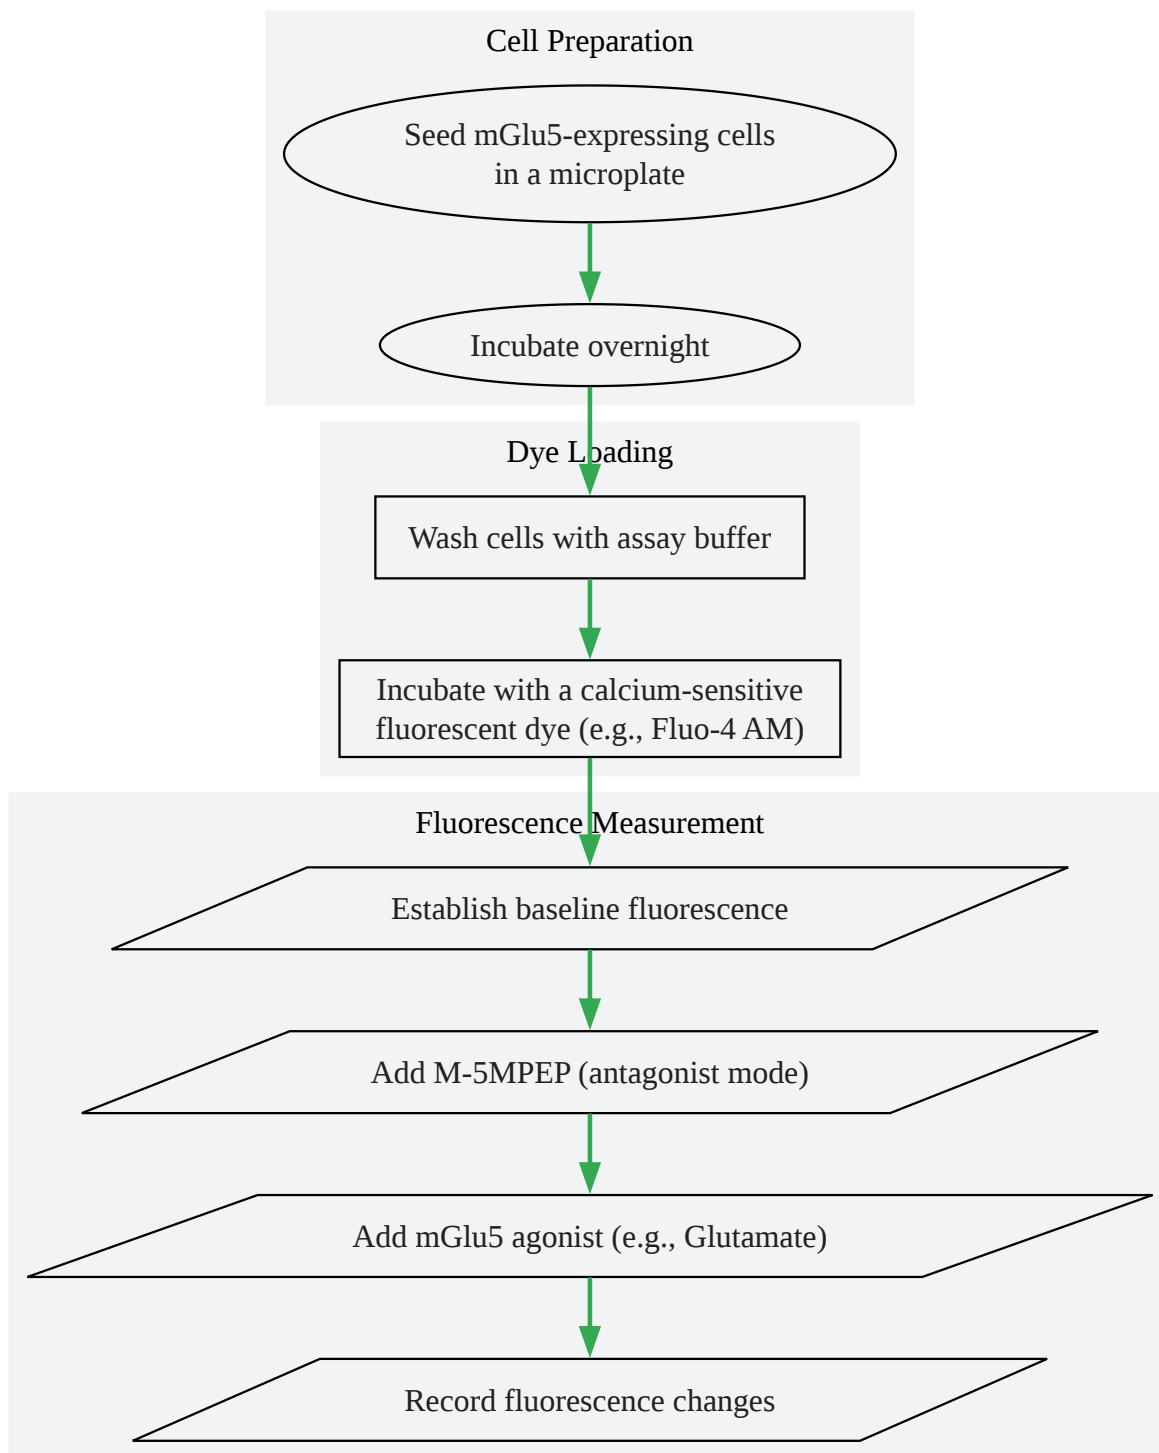 Cell Preparation
Seed mGlu5-expressing cells
in a microplate
Incubate overnight
Dye Loading
Wash cells with assay buffer
Incubate with a calcium-sensitive
fluorescent dye (e.g., Fluo-4 AM)
Fluorescence Measurement
Establish baseline fluorescence
Add M-5MPEP (antagonist mode)
Add mGlu5 agonist (e.g., Glutamate)
Record fluorescence changes